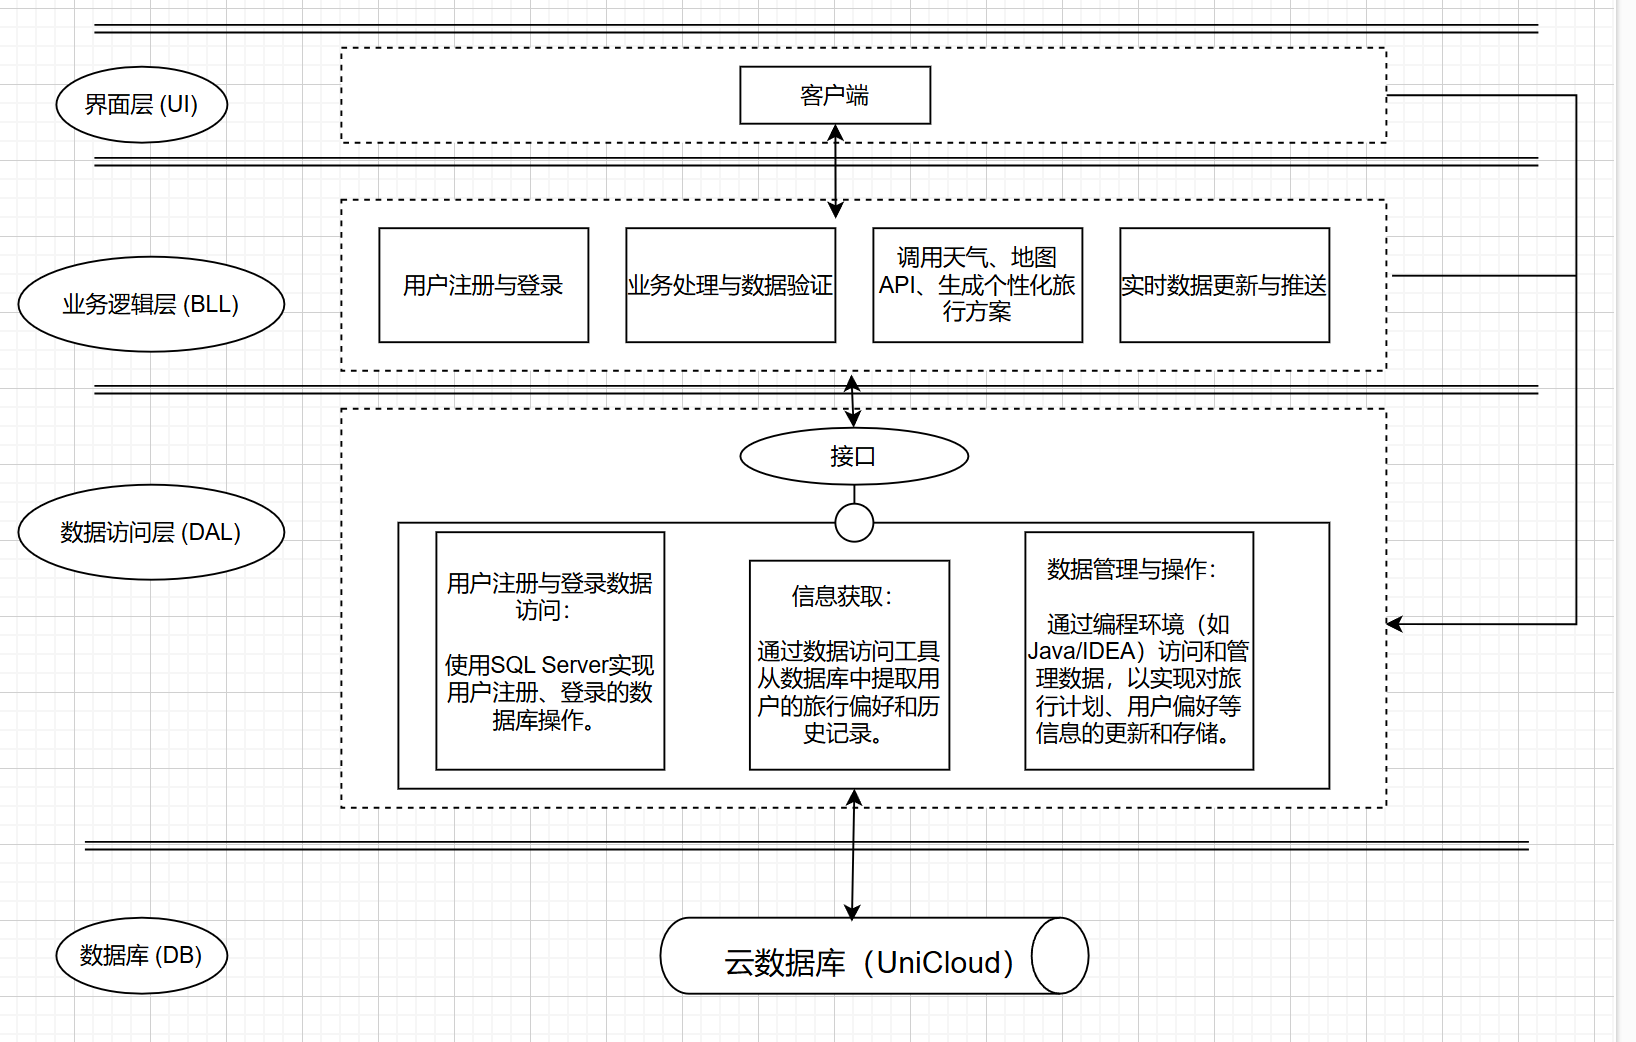 界面层 (UI)
客户端
业务逻辑层 (BLL)
用户注册与登录
业务处理与数据验证
调用天气、地图
API、生成个性化旅
行方案
实时数据更新与推送
数据访问层 (DAL)
接口
用户注册与登录数据
访问：
使用SQL Server实现
用户注册、登录的数
据库操作。
信息获取：
通过数据访问工具
从数据库中提取用
户的旅行偏好和历
史记录。
数据管理与操作：
通过编程环境（如
Java/IDEA）访问和管
理数据，以实现对旅
行计划、用户偏好等
信息的更新和存储。
数据库 (DB)
云数据库（UniCloud）